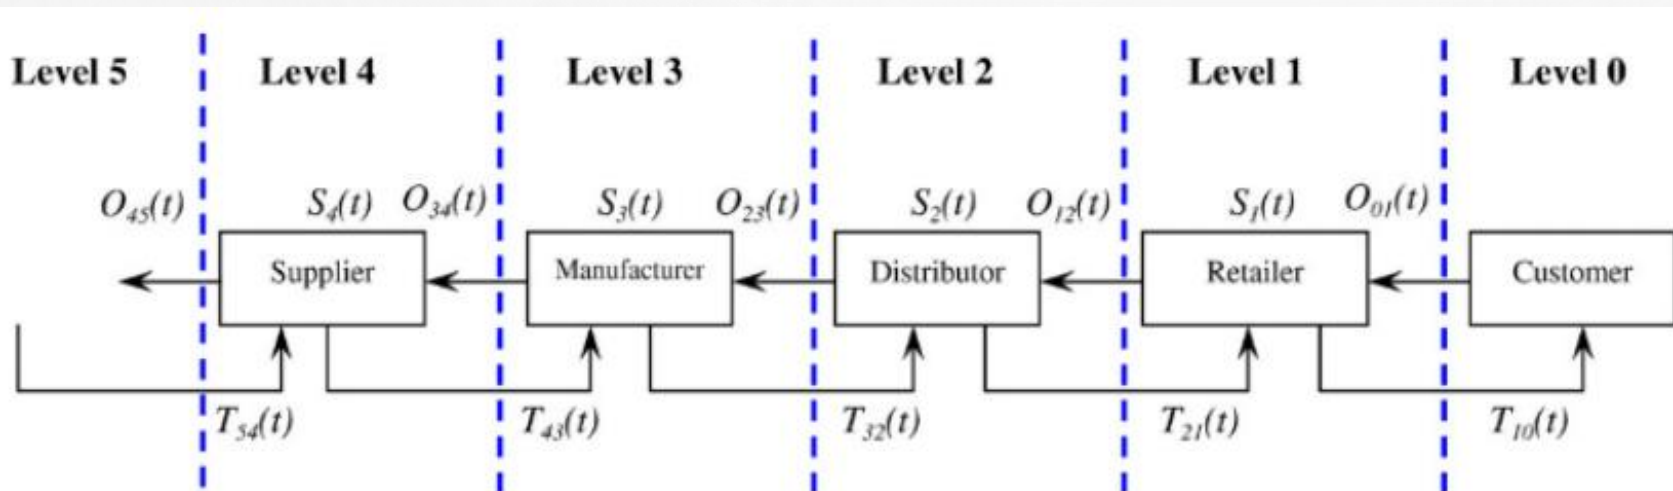 Level 5 Level 4 Level 3 Level 2 Level 1 Level 0
O₄₅(t) S₄(t) O₃₄(t) S₃(t) O₂₃(t) S₂(t) O₁₂(t) S₁(t) O₀₁(t)
Supplier Manufacturer Distributor Retailer Customer
T₅₄(t) T₄₃(t) T₃₂(t) T₂₁(t) T₁₀(t)